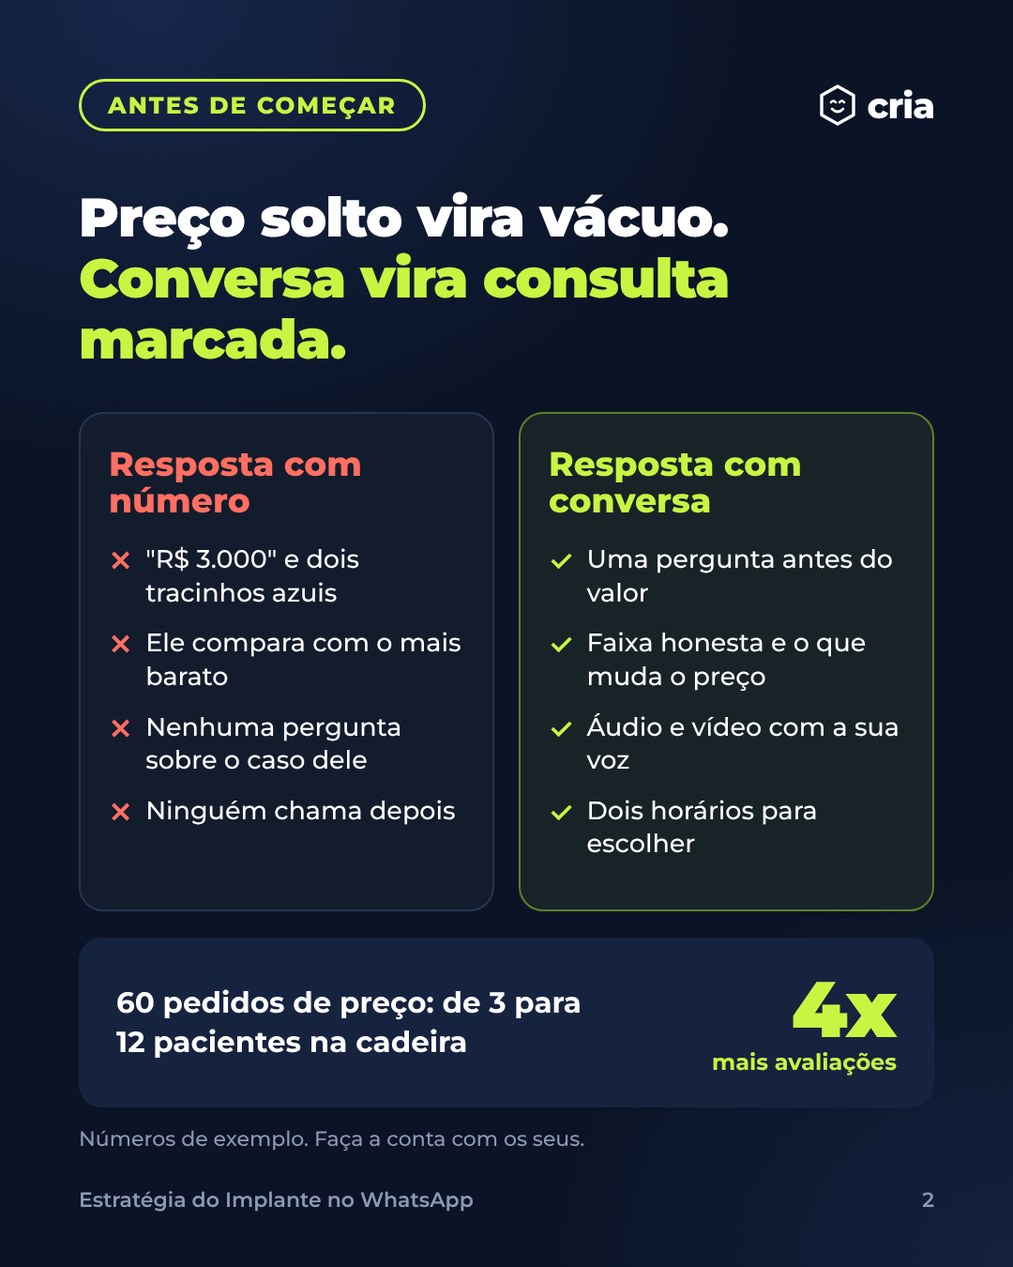 ANTES DE COMEÇAR
cria
Preço solto vira vácuo.
Conversa vira consulta
marcada.
Resposta com
número
"R$ 3.000" e dois
tracinhos azuis
Ele compara com o mais
barato
Nenhuma pergunta
sobre o caso dele
Ninguém chama depois
Resposta com
conversa
Uma pergunta antes do
valor
Faixa honesta e o que
muda o preço
Áudio e vídeo com a sua
voz
Dois horários para
escolher
60 pedidos de preço: de 3 para
12 pacientes na cadeira
4x
mais avaliações
Números de exemplo. Faça a conta com os seus.
Estratégia do Implante no WhatsApp
2